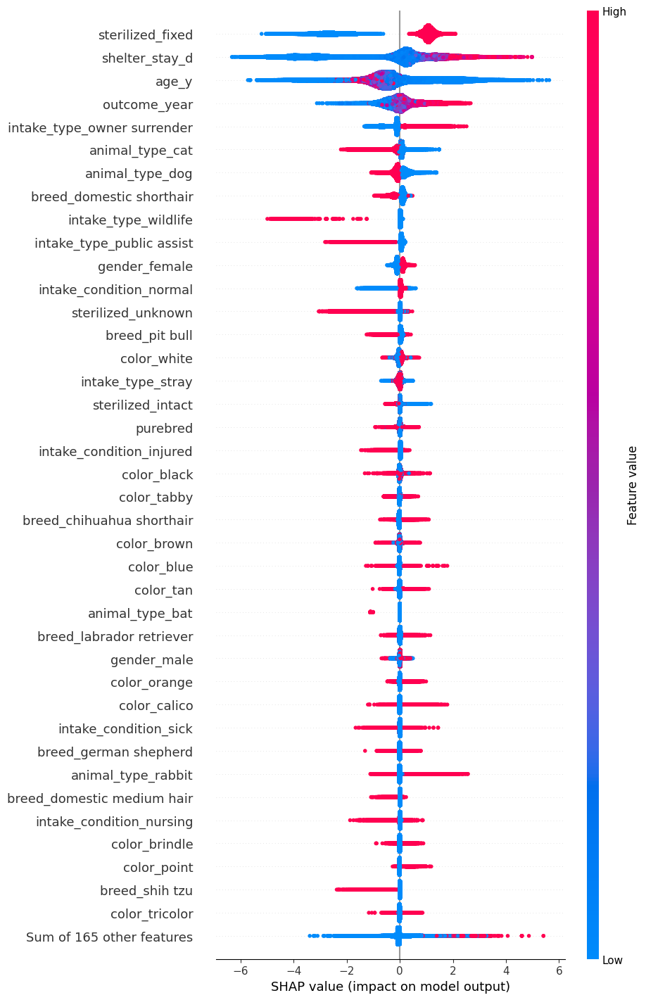 High
sterilized_fixed
shelter_stay_d
age_y
outcome_year
intake_type_owner surrender
animal_type_cat
animal_type_dog
breed_domestic shorthair
intake_type_wildlife
intake_type_public assist
gender_female
intake_condition_normal
sterilized_unknown
breed_pit bull
color_white
intake_type_stray
sterilized_intact
purebred
intake_condition_injured
color_black
color_tabby
breed_chihuahua shorthair
color_brown
color_blue
color_tan
animal_type_bat
breed_labrador retriever
gender_male
color_orange
color_calico
intake_condition_sick
breed_german shepherd
animal_type_rabbit
breed_domestic medium hair
intake_condition_nursing
color_brindle
color_point
breed_shih tzu
color_tricolor
Sum of 165 other features
Feature value
Low
−6 −4 −2 0 2 4 6
SHAP value (impact on model output)